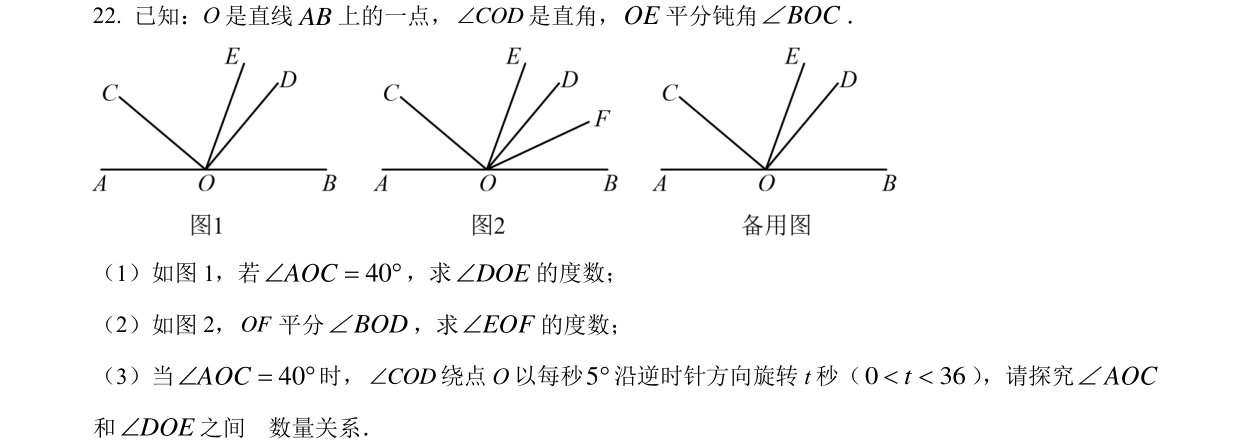 22. 已知：O 是直线 AB 上的一点，∠COD 是直角，OE 平分钝角∠BOC．
E D C A O B
E D C F A O B
E D C A O B
图1 图2 备用图
（1）如图 1，若∠AOC = 40°，求∠DOE 的度数；
（2）如图 2，OF 平分∠BOD，求∠EOF 的度数；
（3）当∠AOC = 40°时，∠COD 绕点 O 以每秒5°沿逆时针方向旋转 t 秒（0 < t < 36），请探究∠AOC
和∠DOE 之间 数量关系．